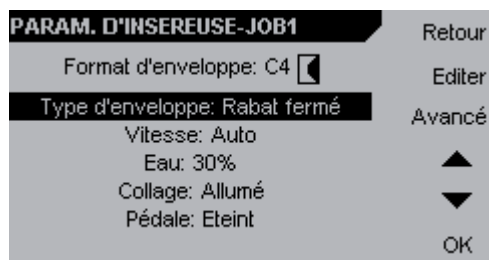 PARAM. D'INSEREUSE-JOB1
Retour
Format d'enveloppe: C4
Editer
Type d'enveloppe: Rabat fermé
Avancé
Vitesse: Auto
Eau: 30%
Collage: Allumé
Pédale: Eteint
OK